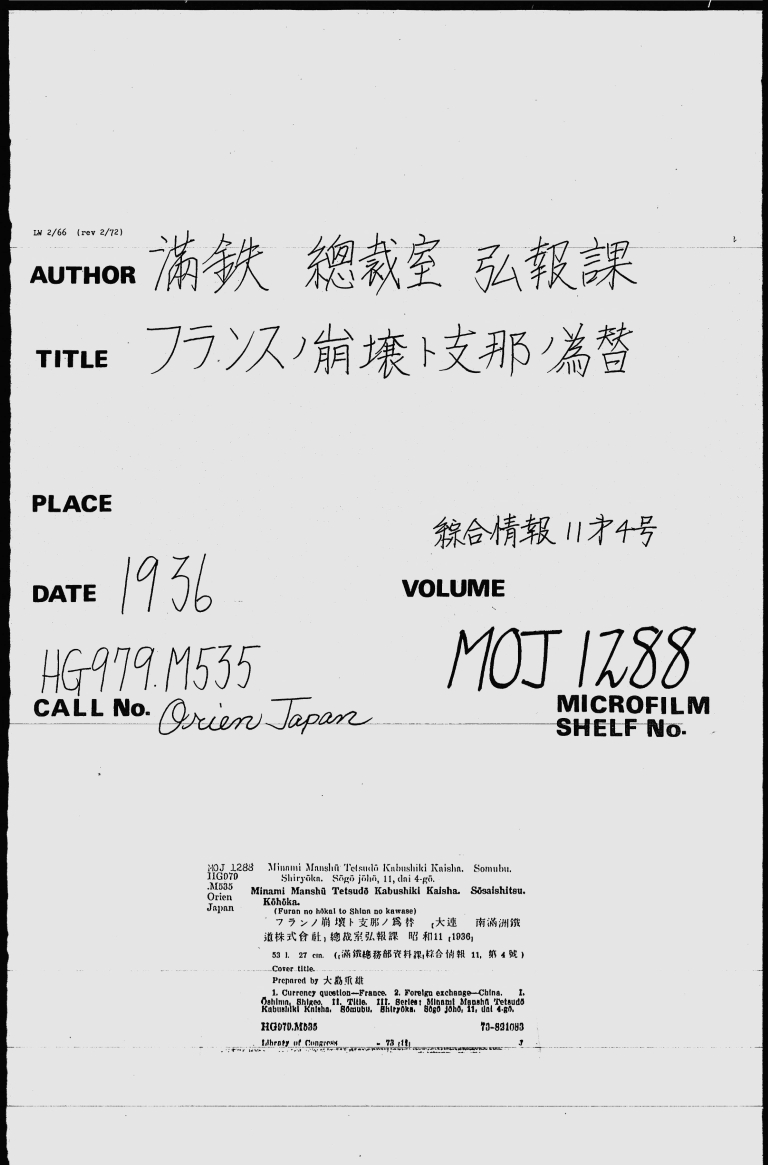 LW 2/66 (rev 2/72)
AUTHOR 滿鉄 總裁室 弘報課
TITLE フランスノ崩壌ト支那ノ為替
PLACE
綜合情報 11才4号
DATE 1936
VOLUME
HG979.M535
CALL No. Orien Japan
MOJ 1288
MICROFILM
SHELF No.
MOJ 1288
HG979
.M535
Orien
Japan
Minami Manshū Tetsudō Kabushiki Kaisha. Somubu.
Shiryōka. Sōgō jōhō, 11, dai 4-gō.
Minami Manshū Tetsudō Kabushiki Kaisha. Sōsaishitsu.
Kōhōka.
(Furan no hōkai to Shina no kawase)
フランノ崩壞ト支那ノ爲替 [大連 南滿洲鐵
道株式會社] 總裁室弘報課 昭和11 [1936]
53 l. 27 cm. ([滿鐵總務部資料課]綜合情報 11, 第4號)
Cover title.
Prepared by 大島重雄
1. Currency question—France. 2. Foreign exchange—China. I.
Ōshima, Shigeo. II. Title. III. Series: Minami Manshū Tetsudō
Kabushiki Kaisha. Sōmubu. Shiryōka. Sōgō jōhō, 11, dai 4-gō.
HG979.M535 73-821083
Library of Congress 73 J